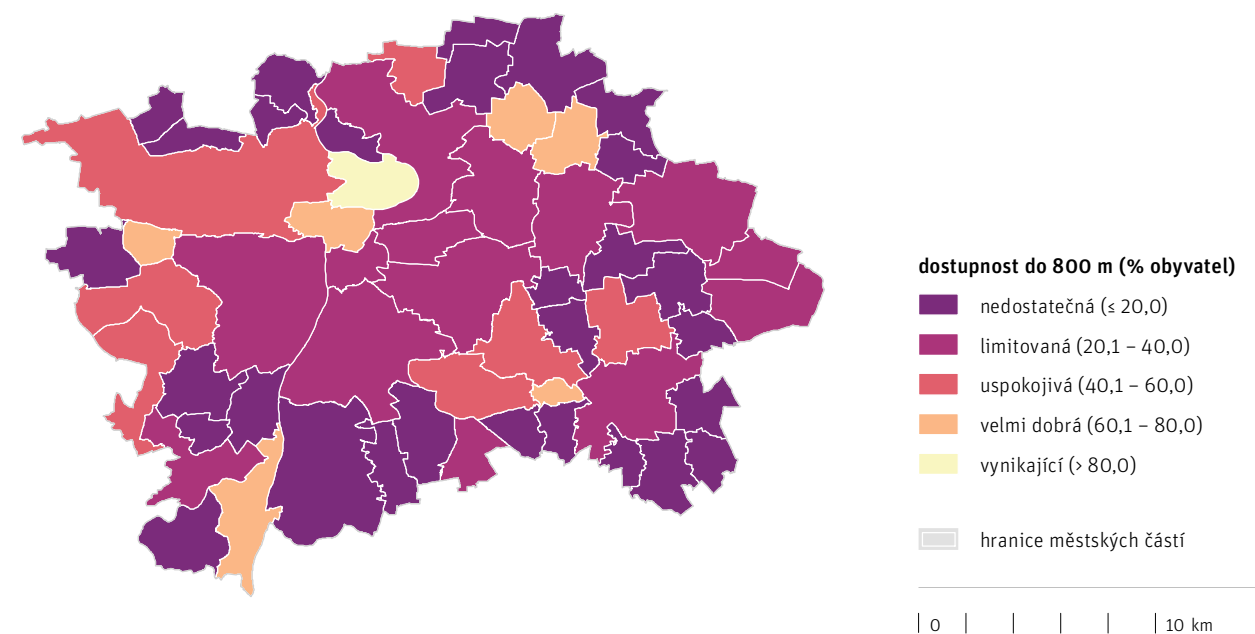 dostupnost do 800 m (% obyvatel)
nedostatečná (≤ 20,0)
limitovaná (20,1 – 40,0)
uspokojivá (40,1 – 60,0)
velmi dobrá (60,1 – 80,0)
vynikající (> 80,0)
hranice městských částí
0 10 km